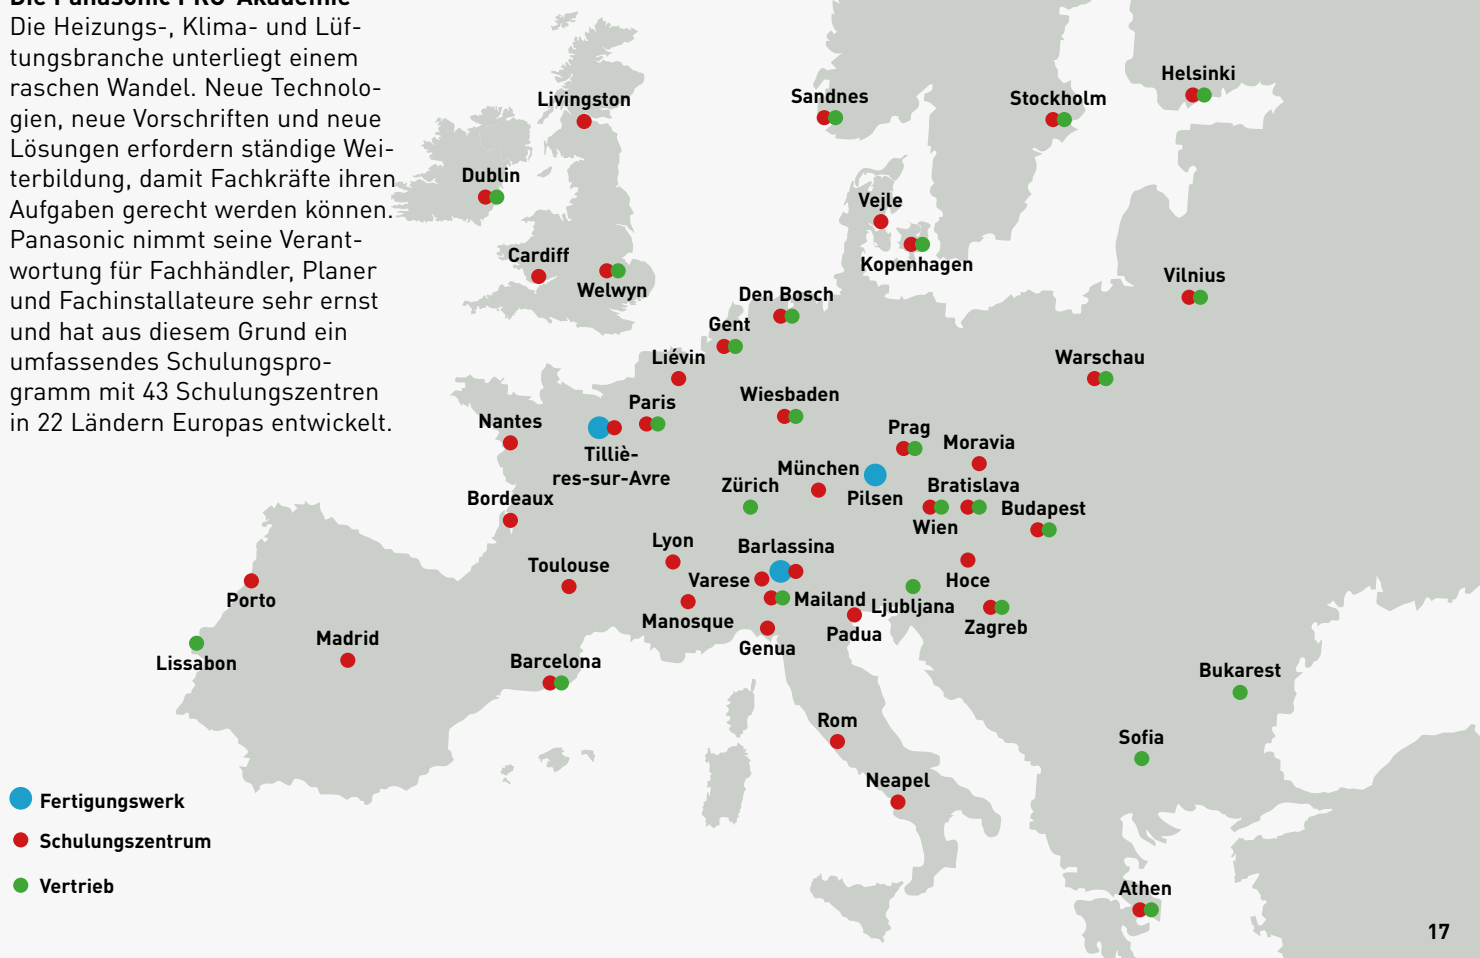 Die Panasonic PRO-Akademie
Die Heizungs-, Klima- und Lüf-
tungsbranche unterliegt einem
raschen Wandel. Neue Technolo-
gien, neue Vorschriften und neue
Lösungen erfordern ständige Wei-
terbildung, damit Fachkräfte ihren
Aufgaben gerecht werden können.
Panasonic nimmt seine Verant-
wortung für Fachhändler, Planer
und Fachinstallateure sehr ernst
und hat aus diesem Grund ein
umfassendes Schulungspro-
gramm mit 43 Schulungszentren
in 22 Ländern Europas entwickelt.
Helsinki
Sandnes
Stockholm
Livingston
Dublin
Vejle
Cardiff
Kopenhagen
Vilnius
Welwyn
Den Bosch
Gent
Liévin
Warschau
Wiesbaden
Paris
Nantes
Prag
Moravia
Tilliè-
res-sur-Avre
München
Zürich
Bratislava
Pilsen
Bordeaux
Budapest
Wien
Lyon
Barlassina
Toulouse
Varese
Hoce
Porto
Mailand
Ljubljana
Manosque
Zagreb
Padua
Madrid
Genua
Lissabon
Barcelona
Bukarest
Rom
Sofia
Neapel
Fertigungswerk
Schulungszentrum
Vertrieb
Athen
17